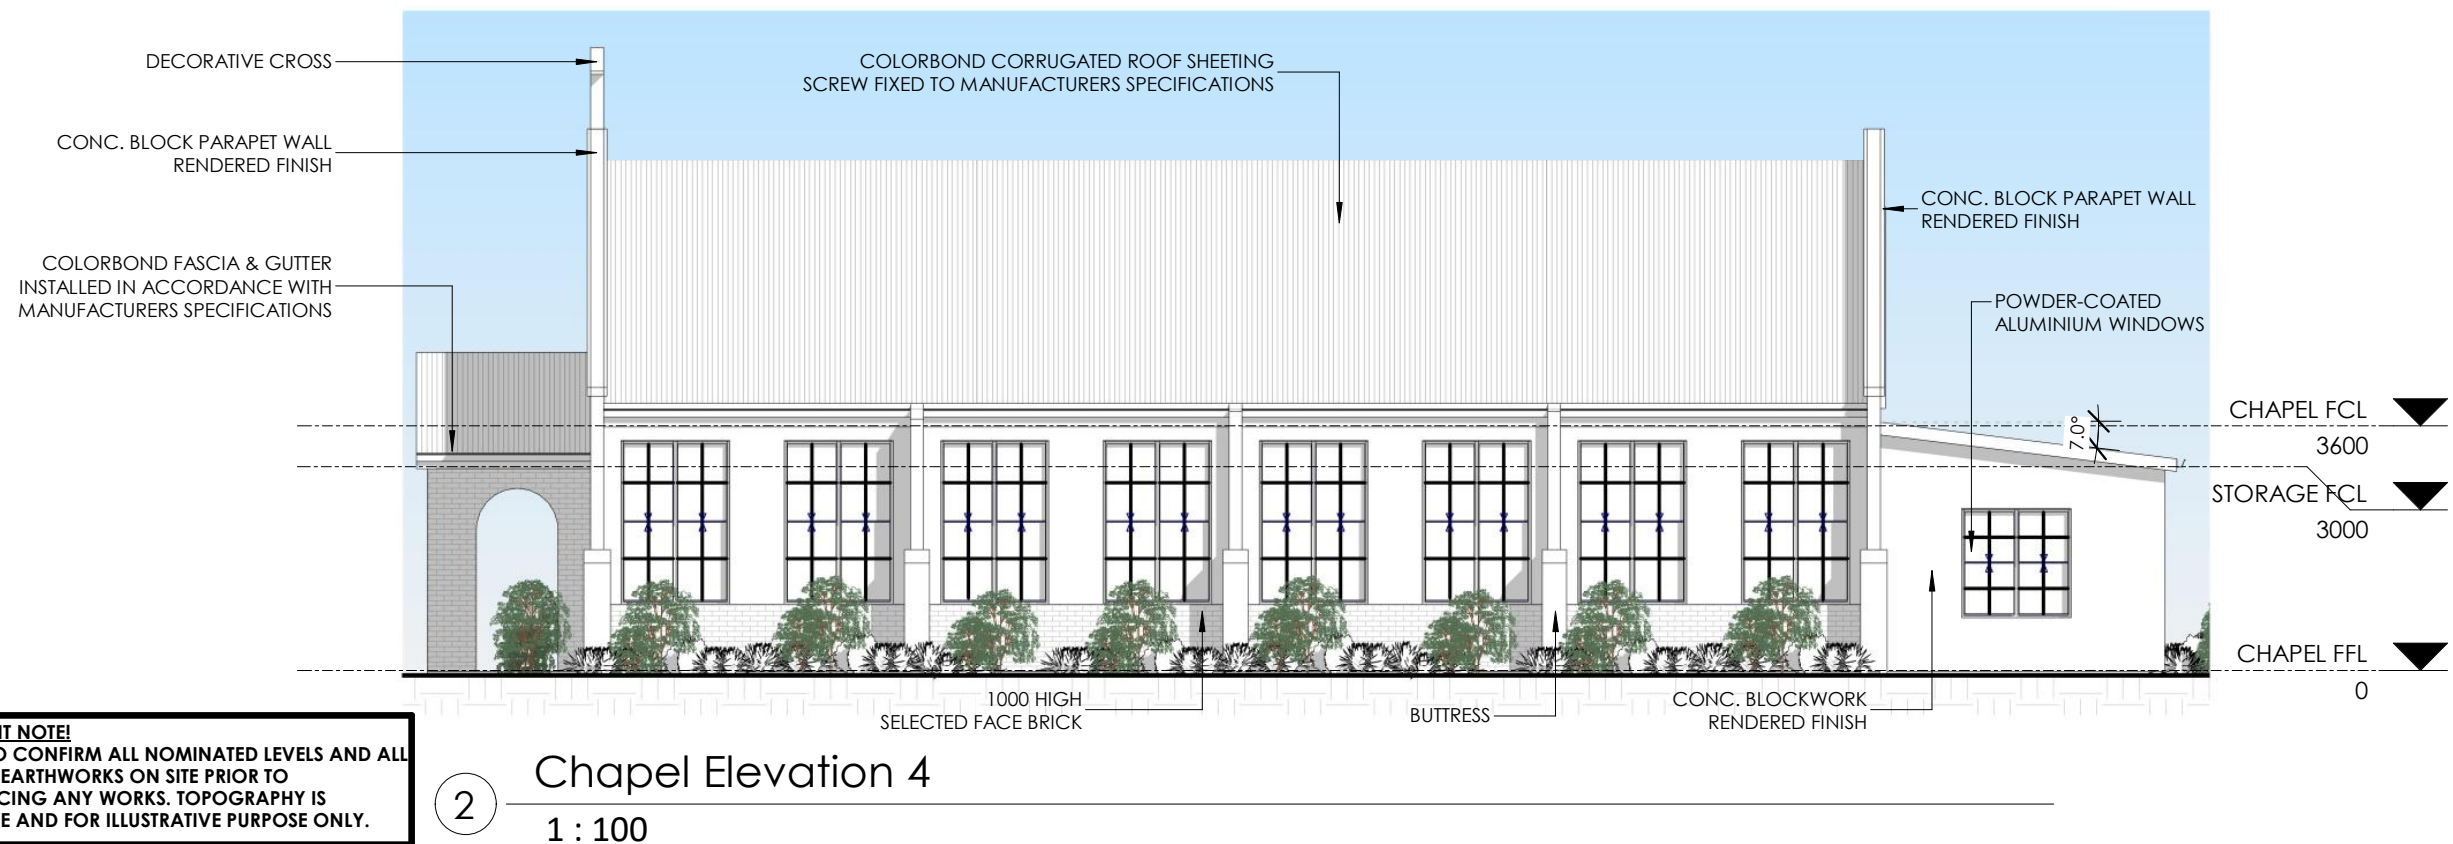 DECORATIVE CROSS
COLORBOND CORRUGATED ROOF SHEETING
SCREW FIXED TO MANUFACTURERS SPECIFICATIONS
CONC. BLOCK PARAPET WALL
RENDERED FINISH
CONC. BLOCK PARAPET WALL
RENDERED FINISH
COLORBOND FASCIA & GUTTER
INSTALLED IN ACCORDANCE WITH
MANUFACTURERS SPECIFICATIONS
POWDER-COATED
ALUMINIUM WINDOWS
7.0°
CHAPEL FCL
3600
STORAGE FCL
3000
CHAPEL FFL
0
1000 HIGH
SELECTED FACE BRICK
BUTTRESS
CONC. BLOCKWORK
RENDERED FINISH
NOTE!
CONFIRM ALL NOMINATED LEVELS AND ALL
EARTHWORKS ON SITE PRIOR TO
ANY WORKS. TOPOGRAPHY IS
AND FOR ILLUSTRATIVE PURPOSE ONLY.
2
Chapel Elevation 4
1 : 100